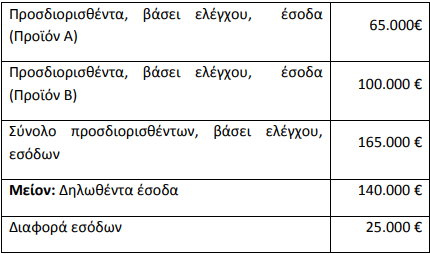 Προσδιορισθέντα, βάσει ελέγχου, έσοδα
(Προϊόν Α)
65.000€
Προσδιορισθέντα, βάσει ελέγχου, έσοδα
(Προϊόν Β)
100.000 €
Σύνολο προσδιορισθέντων, βάσει ελέγχου,
εσόδων
165.000 €
Μείον: Δηλωθέντα έσοδα
140.000 €
Διαφορά εσόδων
25.000 €